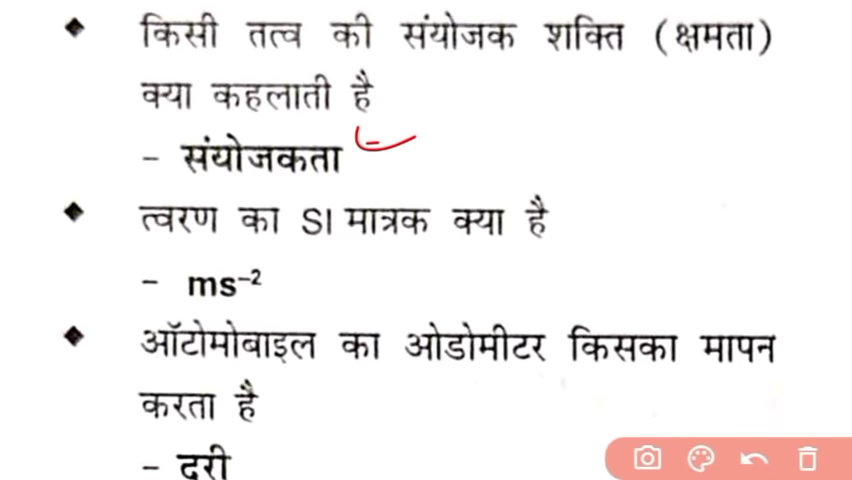 ◆ किसी तत्व की संयोजक शक्ति (क्षमता)
क्या कहलाती है
– संयोजकता
◆ त्वरण का SI मात्रक क्या है
– ms⁻²
◆ ऑटोमोबाइल का ओडोमीटर किसका मापन
करता है
– दूरी